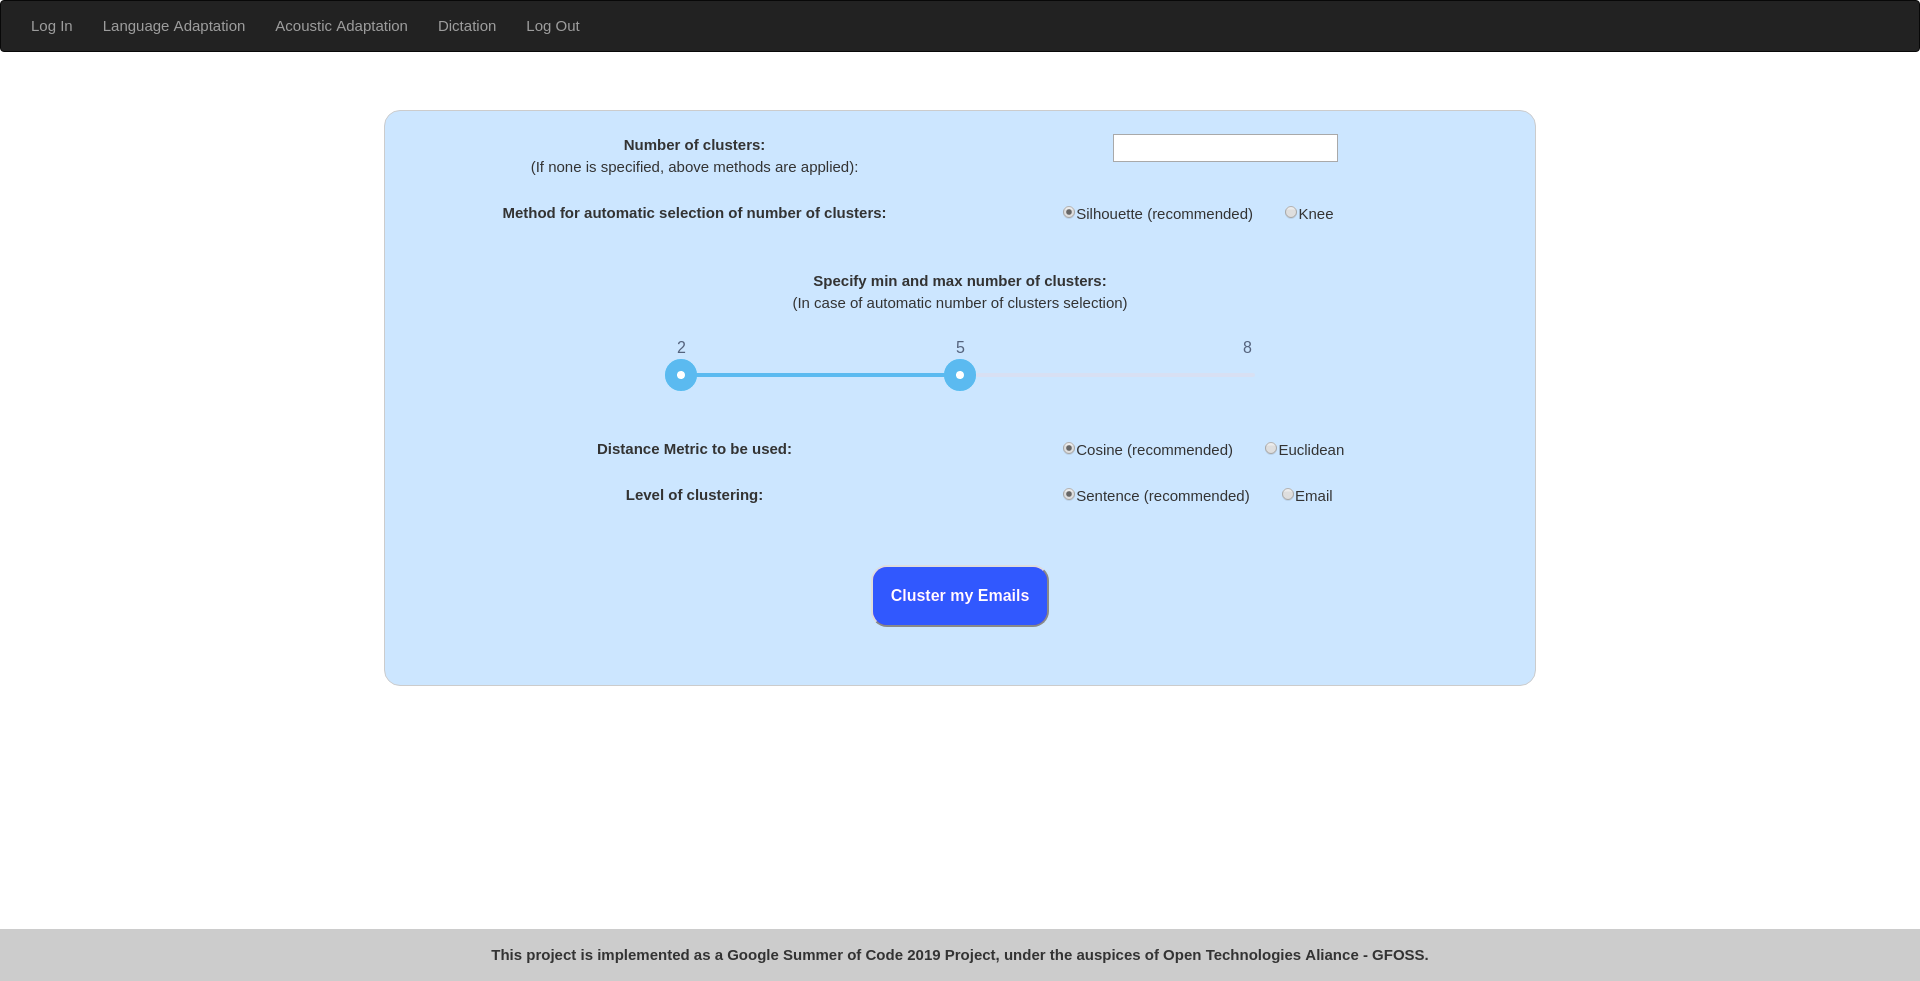 Log In Language Adaptation Acoustic Adaptation Dictation Log Out
Number of clusters:
(If none is specified, above methods are applied):
Method for automatic selection of number of clusters: Silhouette (recommended) Knee
Specify min and max number of clusters:
(In case of automatic number of clusters selection)
2 5 8
Distance Metric to be used: Cosine (recommended) Euclidean
Level of clustering: Sentence (recommended) Email
Cluster my Emails
This project is implemented as a Google Summer of Code 2019 Project, under the auspices of Open Technologies Aliance - GFOSS.